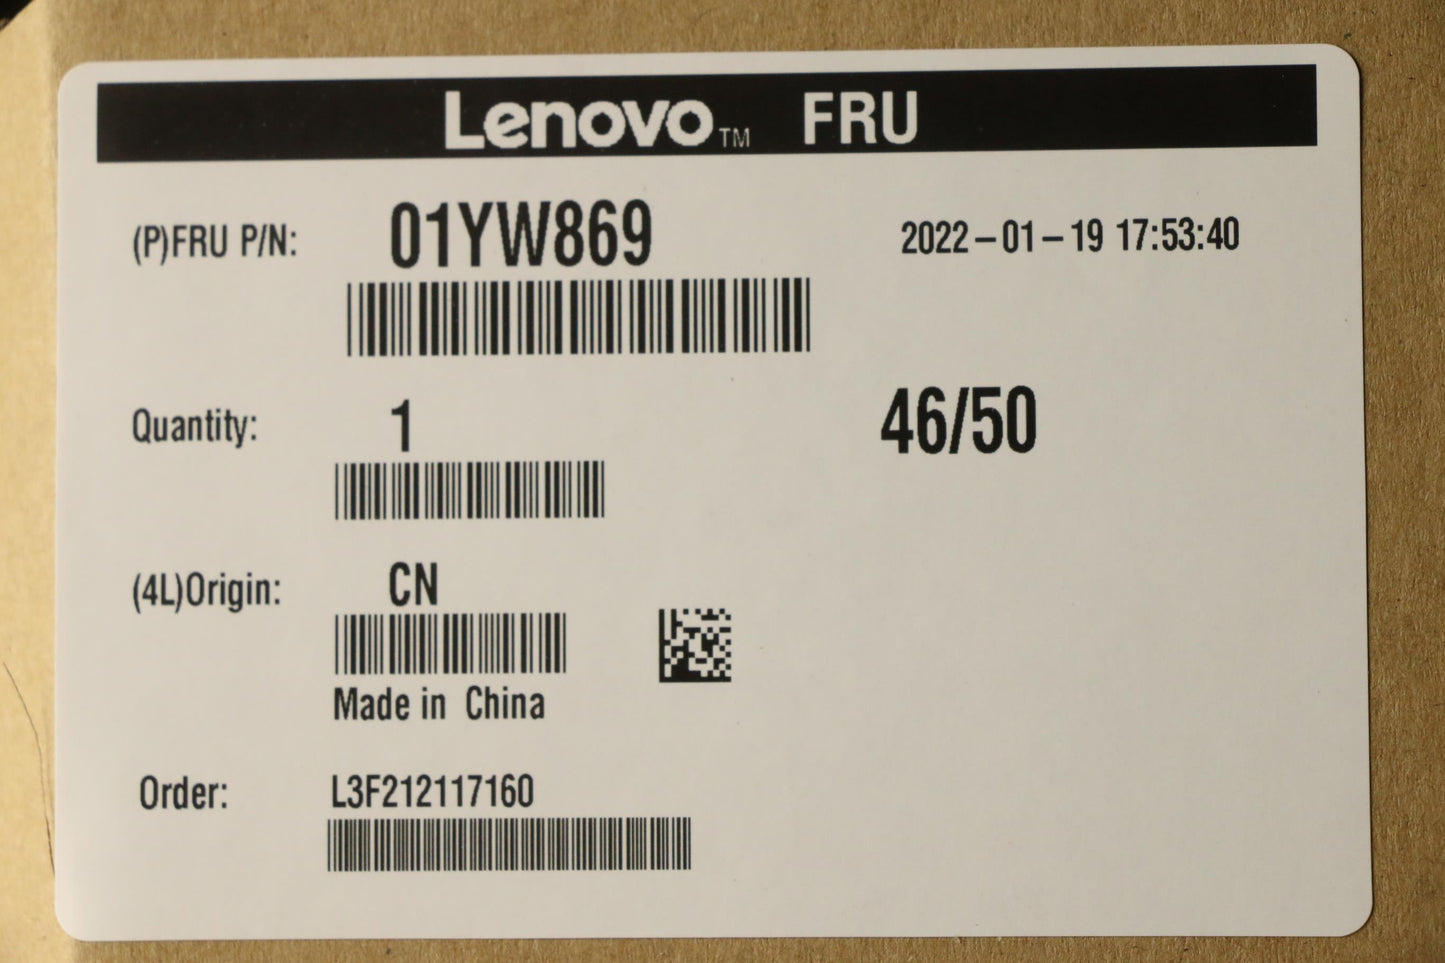 Lenovo™ FRU
(P)FRU P/N: 01YW869 2022-01-19 17:53:40
Quantity: 1 46/50
(4L)Origin: CN
Made in China
Order: L3F212117160